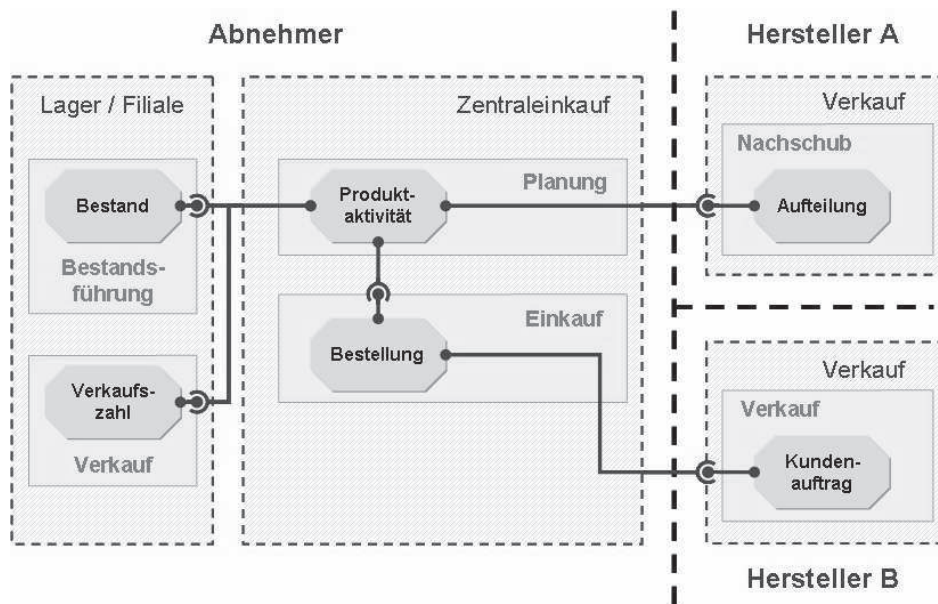 Abnehmer
Lager / Filiale
Bestand
Bestands-
führung
Verkaufs-
zahl
Verkauf
Zentraleinkauf
Produkt-
aktivität
Planung
Einkauf
Bestellung
Hersteller A
Verkauf
Nachschub
Aufteilung
Verkauf
Verkauf
Kunden-
auftrag
Hersteller B